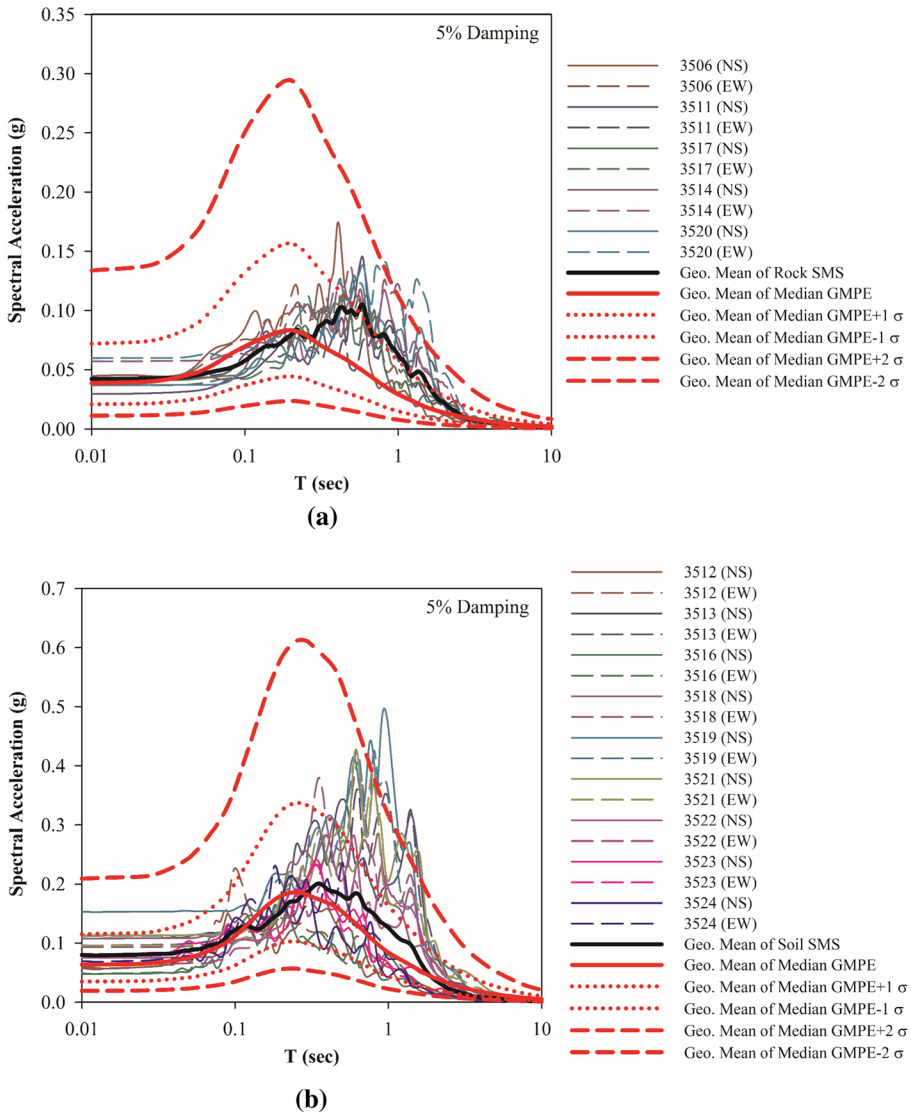 0.35
0.30
0.25
0.20
0.15
0.10
0.05
0.00
Spectral Acceleration (g)
5% Damping
0.01 0.1 1 10
T (sec)
3506 (NS)
3506 (EW)
3511 (NS)
3511 (EW)
3517 (NS)
3517 (EW)
3514 (NS)
3514 (EW)
3520 (NS)
3520 (EW)
Geo. Mean of Rock SMS
Geo. Mean of Median GMPE
Geo. Mean of Median GMPE+1 σ
Geo. Mean of Median GMPE-1 σ
Geo. Mean of Median GMPE+2 σ
Geo. Mean of Median GMPE-2 σ
(a)
0.7
0.6
0.5
0.4
0.3
0.2
0.1
0.0
Spectral Acceleration (g)
5% Damping
0.01 0.1 1 10
T (sec)
3512 (NS)
3512 (EW)
3513 (NS)
3513 (EW)
3516 (NS)
3516 (EW)
3518 (NS)
3518 (EW)
3519 (NS)
3519 (EW)
3521 (NS)
3521 (EW)
3522 (NS)
3522 (EW)
3523 (NS)
3523 (EW)
3524 (NS)
3524 (EW)
Geo. Mean of Soil SMS
Geo. Mean of Median GMPE
Geo. Mean of Median GMPE+1 σ
Geo. Mean of Median GMPE-1 σ
Geo. Mean of Median GMPE+2 σ
Geo. Mean of Median GMPE-2 σ
(b)